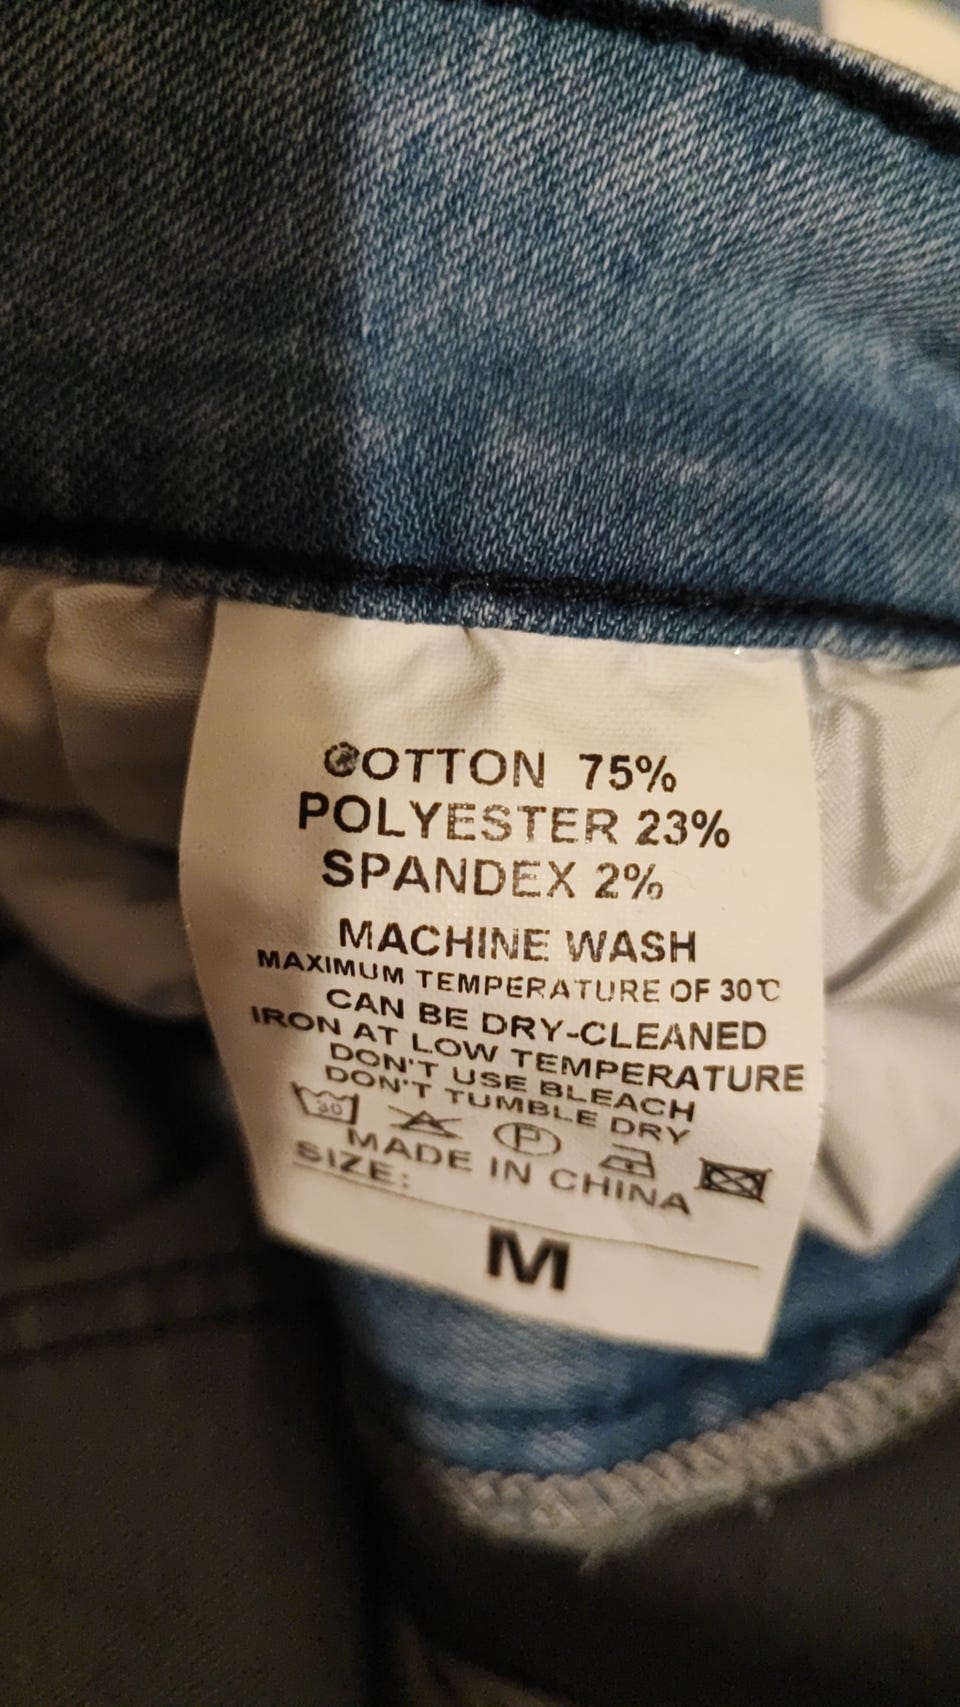 COTTON 75%
POLYESTER 23%
SPANDEX 2%
MACHINE WASH
MAXIMUM TEMPERATURE OF 30℃
CAN BE DRY-CLEANED
IRON AT LOW TEMPERATURE
DON'T USE BLEACH
DON'T TUMBLE DRY
30 P
MADE IN CHINA
SIZE:
M